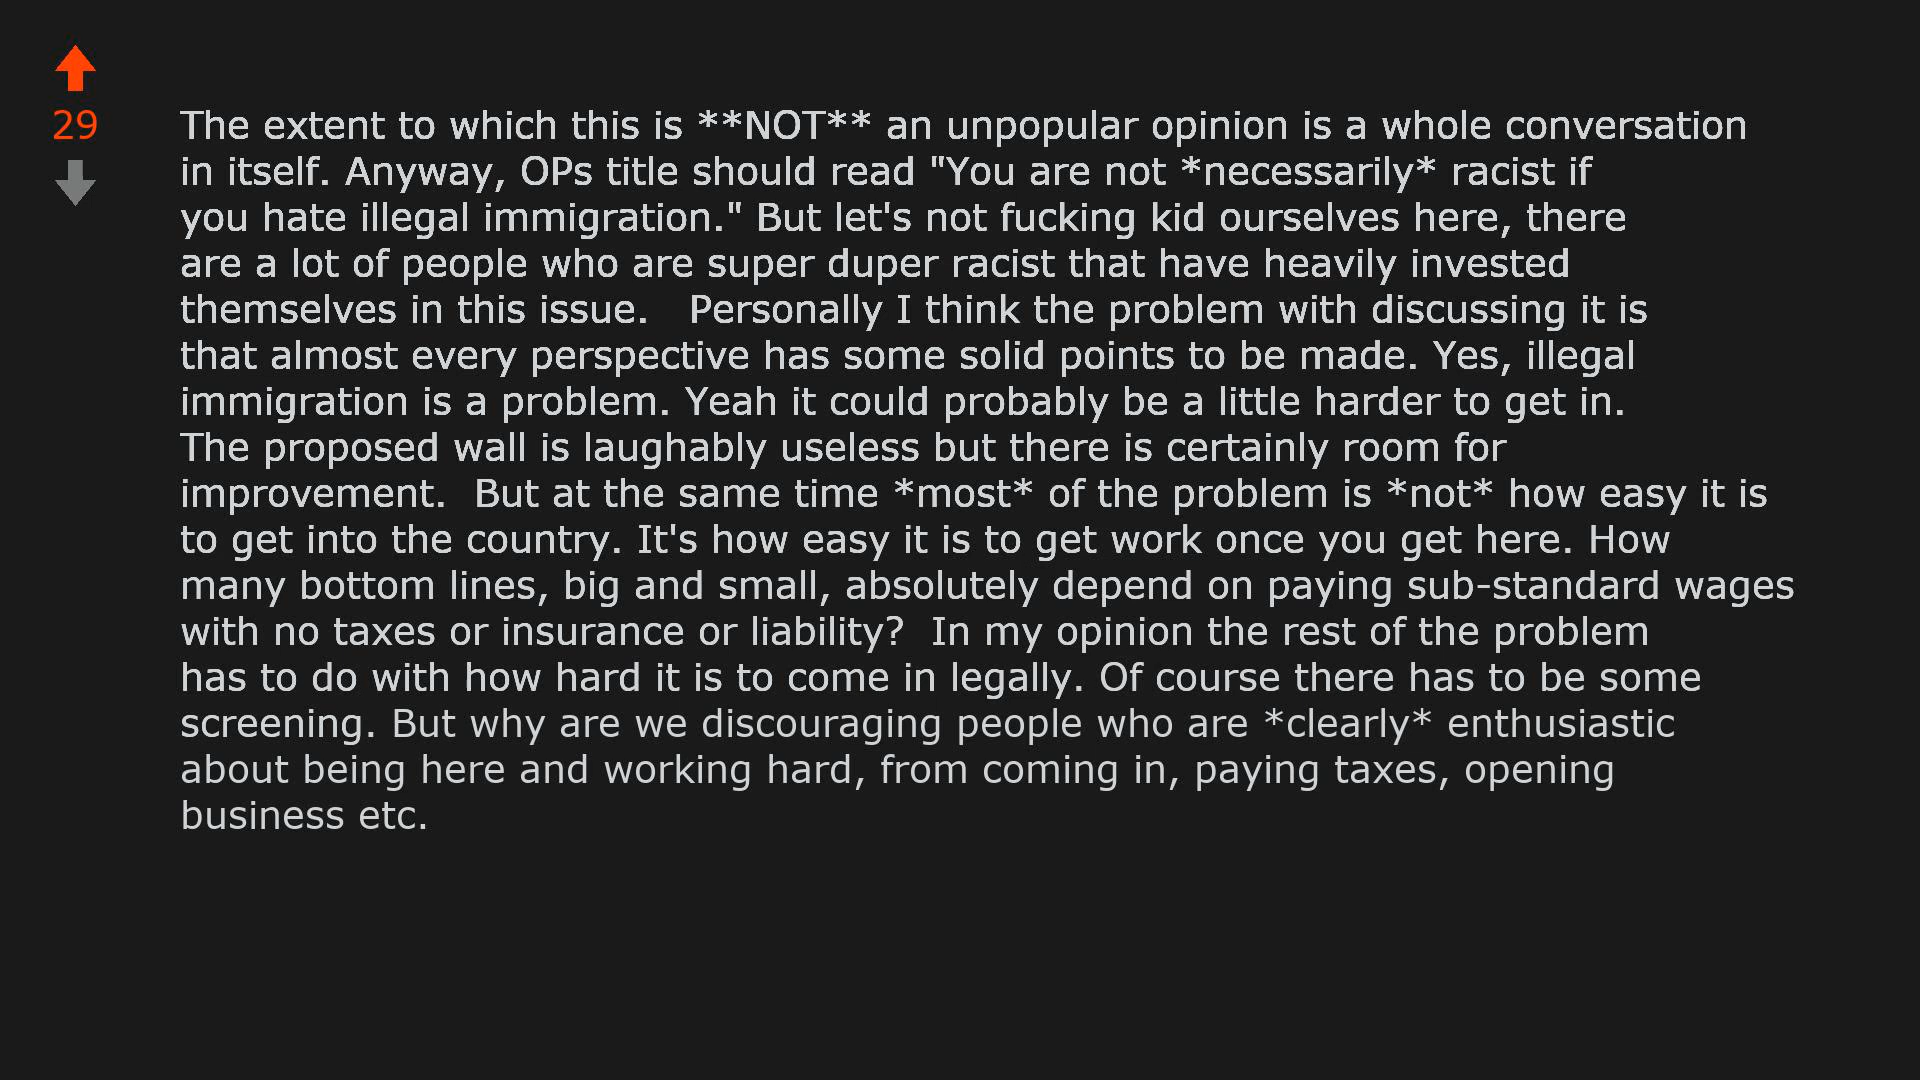 29
The extent to which this is **NOT** an unpopular opinion is a whole conversation
in itself. Anyway, OPs title should read "You are not *necessarily* racist if
you hate illegal immigration." But let's not fucking kid ourselves here, there
are a lot of people who are super duper racist that have heavily invested
themselves in this issue.   Personally I think the problem with discussing it is
that almost every perspective has some solid points to be made. Yes, illegal
immigration is a problem. Yeah it could probably be a little harder to get in.
The proposed wall is laughably useless but there is certainly room for
improvement.  But at the same time *most* of the problem is *not* how easy it is
to get into the country. It's how easy it is to get work once you get here. How
many bottom lines, big and small, absolutely depend on paying sub-standard wages
with no taxes or insurance or liability?  In my opinion the rest of the problem
has to do with how hard it is to come in legally. Of course there has to be some
screening. But why are we discouraging people who are *clearly* enthusiastic
about being here and working hard, from coming in, paying taxes, opening
business etc.